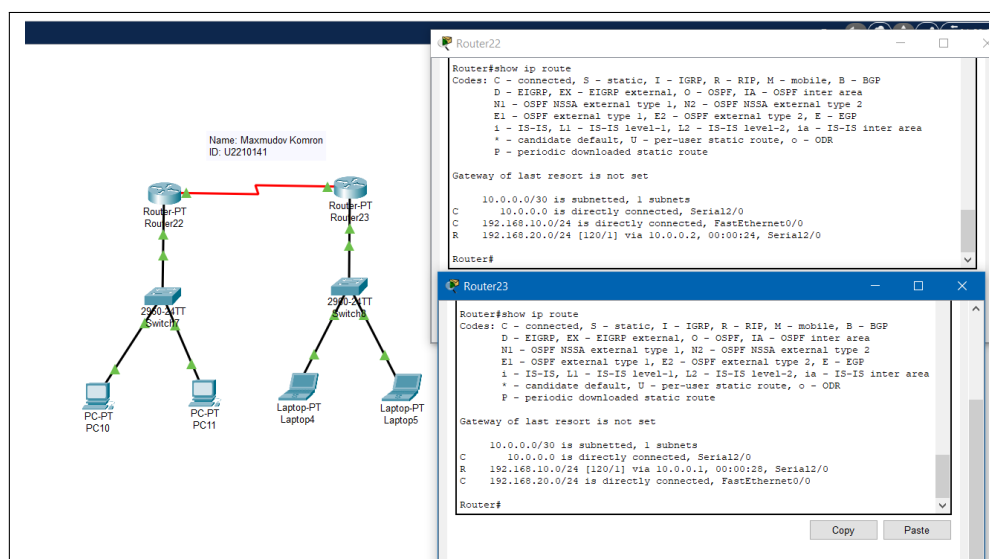 Router22
Router#show ip route
Codes: C - connected, S - static, I - IGRP, R - RIP, M - mobile, B - BGP
D - EIGRP, EX - EIGRP external, O - OSPF, IA - OSPF inter area
N1 - OSPF NSSA external type 1, N2 - OSPF NSSA external type 2
E1 - OSPF external type 1, E2 - OSPF external type 2, E - EGP
i - IS-IS, L1 - IS-IS level-1, L2 - IS-IS level-2, ia - IS-IS inter area
* - candidate default, U - per-user static route, o - ODR
P - periodic downloaded static route
Gateway of last resort is not set
10.0.0.0/30 is subnetted, 1 subnets
C 10.0.0.0 is directly connected, Serial2/0
C 192.168.10.0/24 is directly connected, FastEthernet0/0
R 192.168.20.0/24 [120/1] via 10.0.0.2, 00:00:24, Serial2/0
Router#
Name: Maxmudov Komron
ID: U2210141
Router-PT
Router22
Router-PT
Router23
2960-24TT
Switch7
2960-24TT
Switch8
PC-PT
PC10
PC-PT
PC11
Laptop-PT
Laptop4
Laptop-PT
Laptop5
Router23
Router#show ip route
Codes: C - connected, S - static, I - IGRP, R - RIP, M - mobile, B - BGP
D - EIGRP, EX - EIGRP external, O - OSPF, IA - OSPF inter area
N1 - OSPF NSSA external type 1, N2 - OSPF NSSA external type 2
E1 - OSPF external type 1, E2 - OSPF external type 2, E - EGP
i - IS-IS, L1 - IS-IS level-1, L2 - IS-IS level-2, ia - IS-IS inter area
* - candidate default, U - per-user static route, o - ODR
P - periodic downloaded static route
Gateway of last resort is not set
10.0.0.0/30 is subnetted, 1 subnets
C 10.0.0.0 is directly connected, Serial2/0
R 192.168.10.0/24 [120/1] via 10.0.0.1, 00:00:28, Serial2/0
C 192.168.20.0/24 is directly connected, FastEthernet0/0
Router#
Copy
Paste